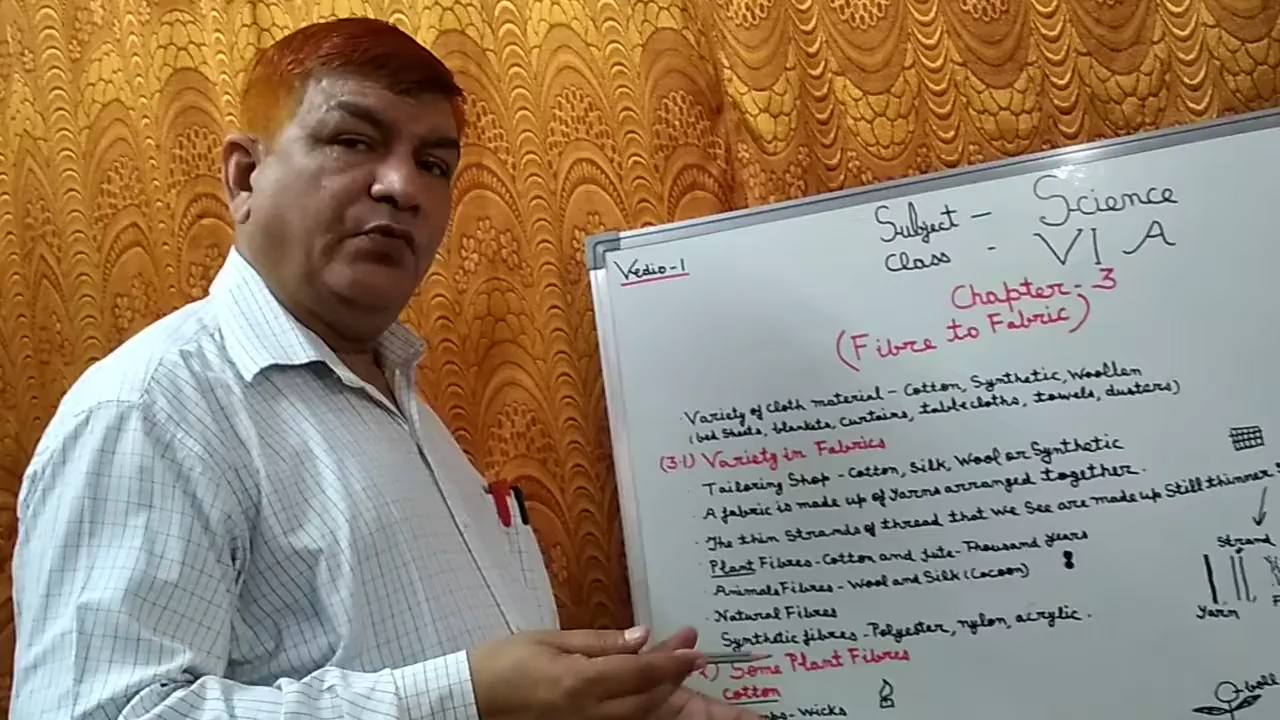 Vedio-1
Subject - Science
Class - VI A
Chapter-3
(Fibre to Fabric)
Variety of Cloth material - Cotton, Synthetic, Woollen
(bed Sheets, blankets, Curtains, tablecloths, towels, dusters)
(3.1) Variety in Fabrics
Tailoring Shop - Cotton, Silk, Wool or Synthetic
A fabric is made up of yarns arranged together.
The thin Strands of thread that we see are made up still thinner
Plant Fibres - Cotton and Jute - Thousand years
Animals Fibres - Wool and Silk (Cocoon)
Natural Fibres
Synthetic fibres - Polyester, nylon, acrylic.
Some Plant Fibres
Cotton
- Wicks
Strand
Yarn
boll